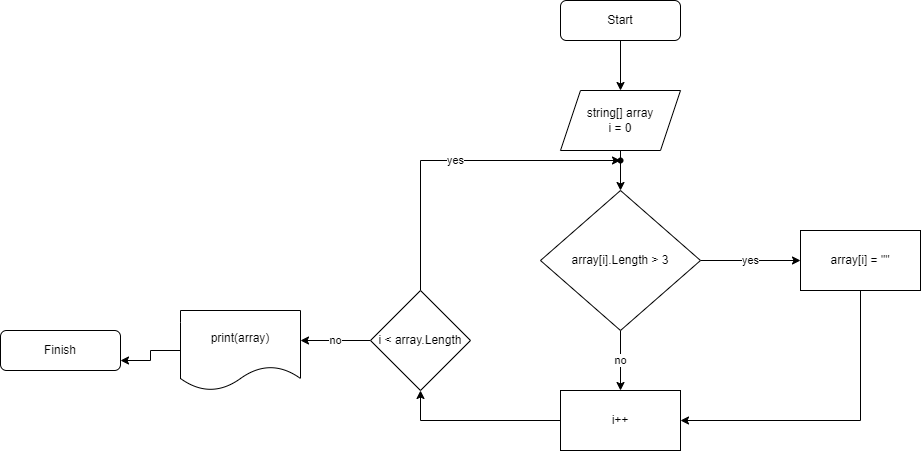 Start
string[] array
i = 0
yes
array[i].Length > 3
yes
array[i] = ""
no
i++
i < array.Length
no
print(array)
Finish